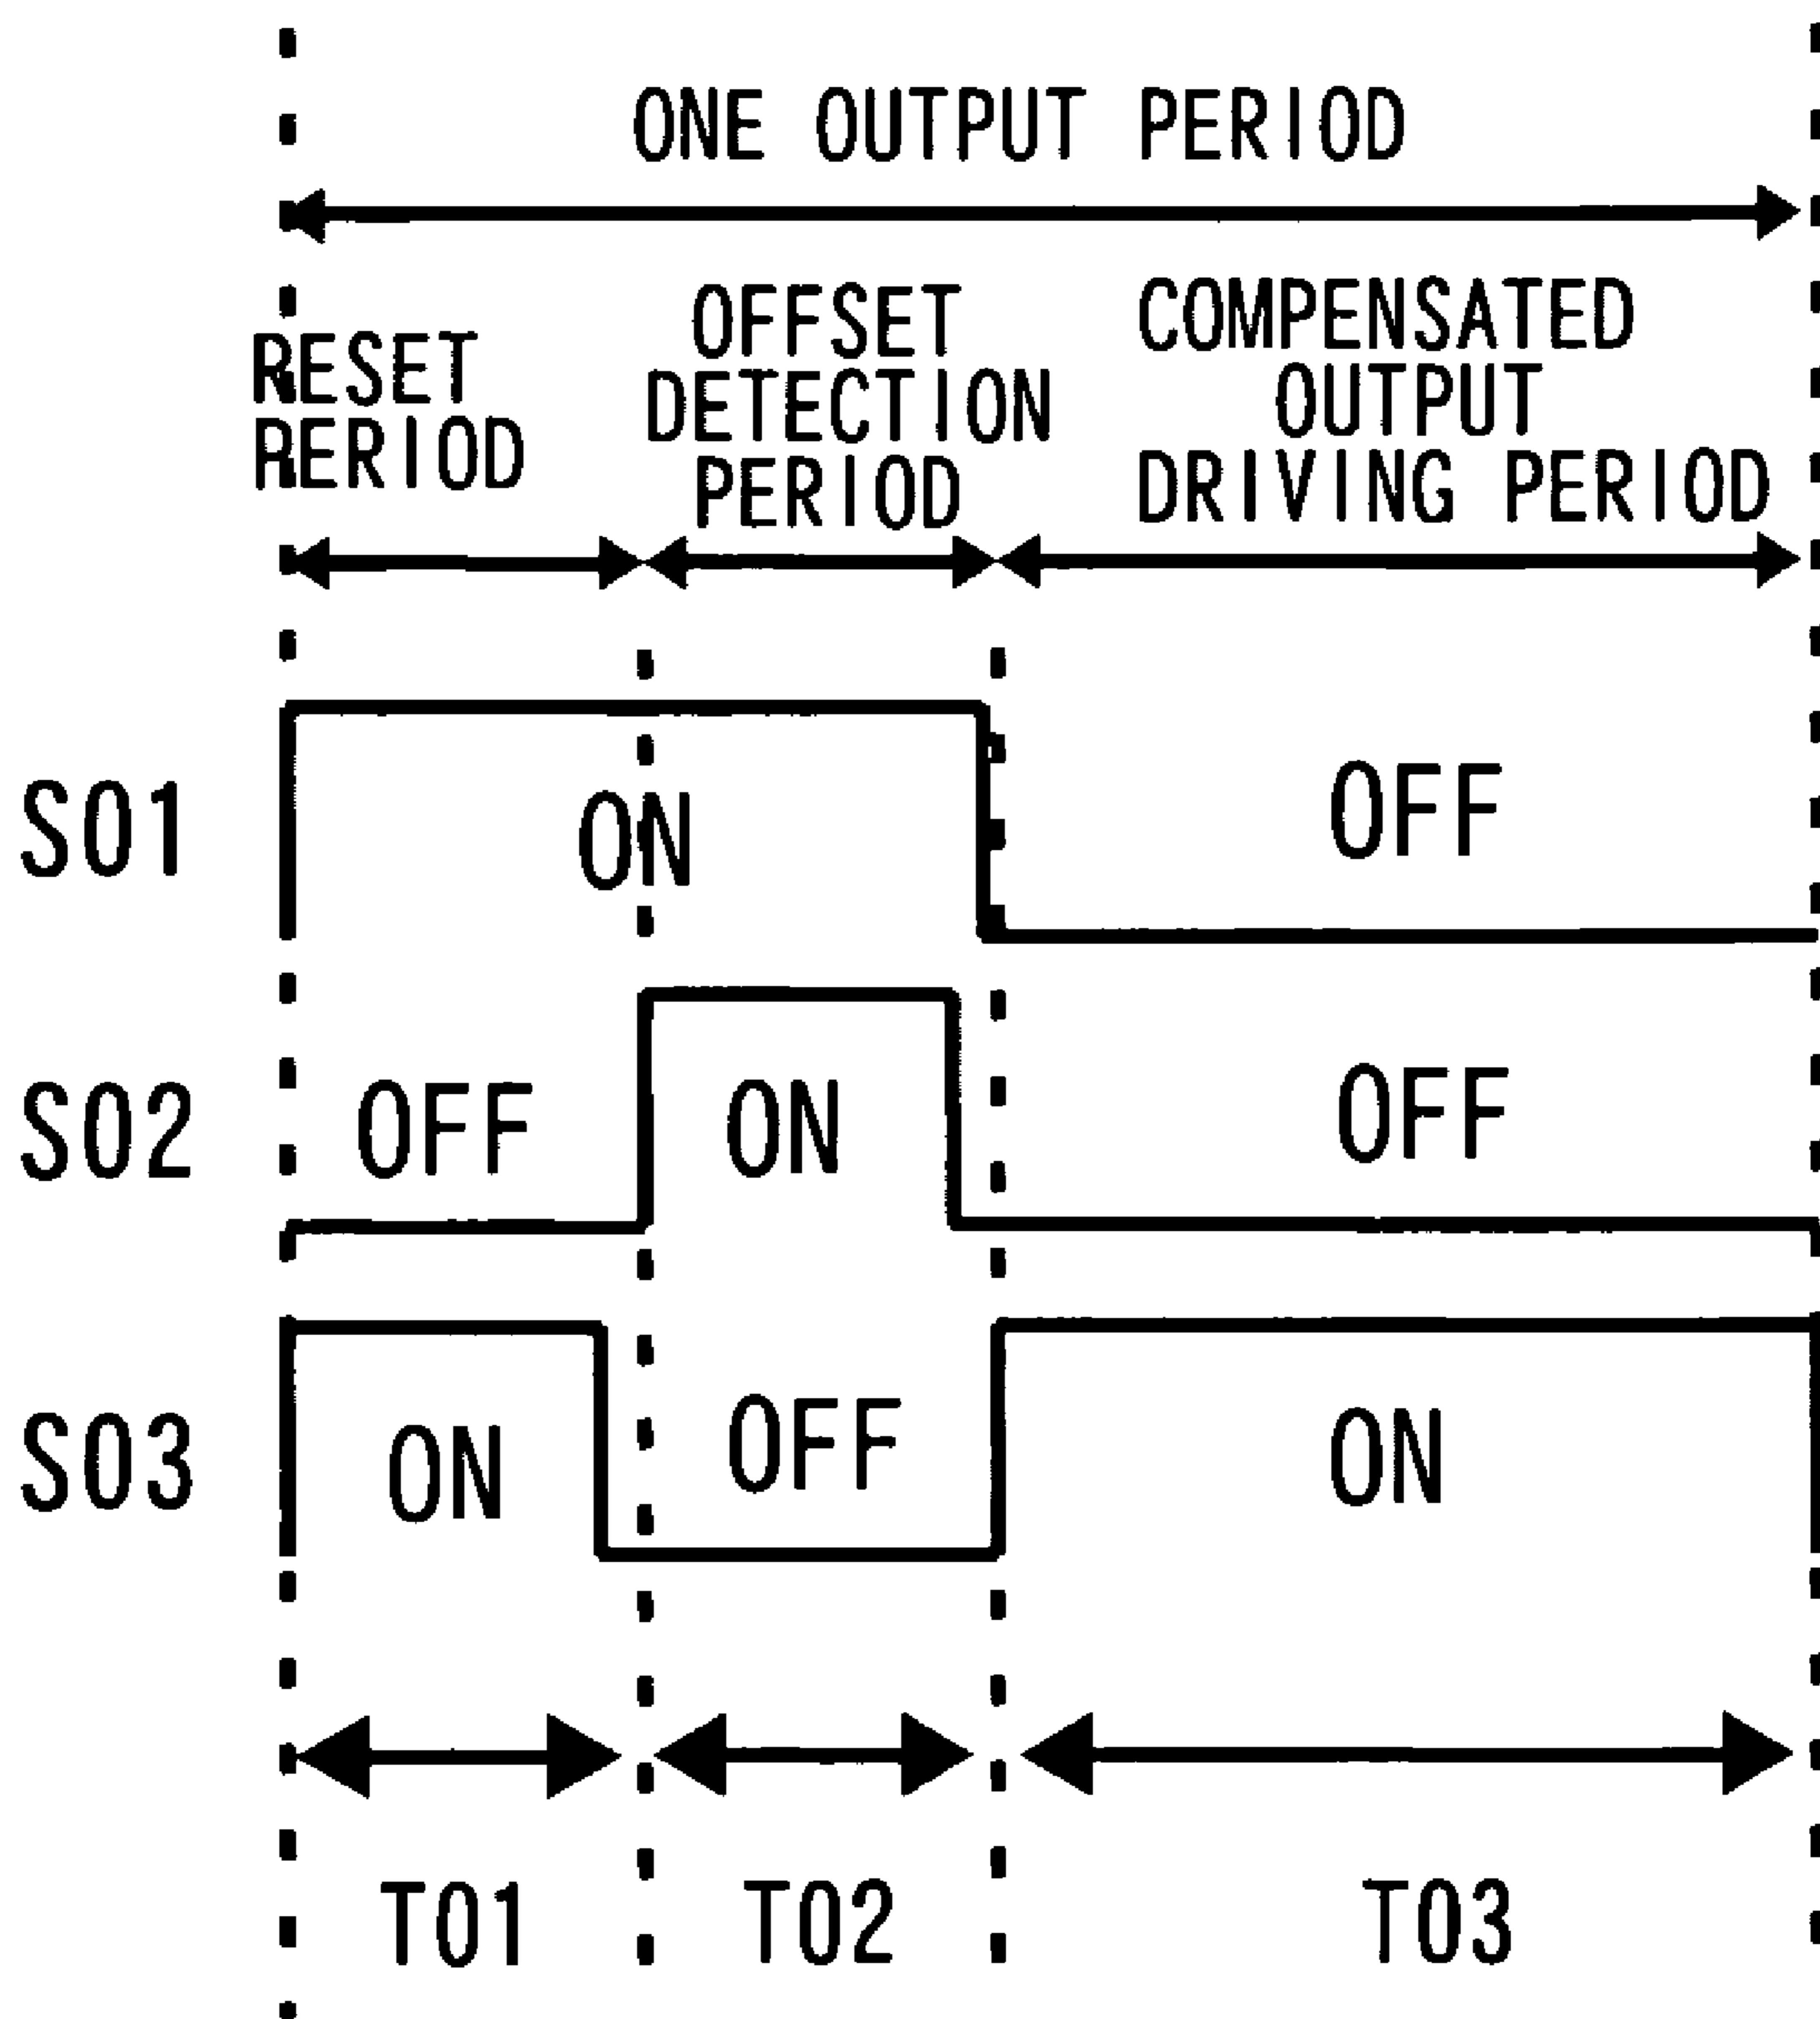 ONE OUTPUT PERIOD
RESET
PERIOD
OFFSET
DETECTION
PERIOD
COMPENSATED
OUTPUT
DRIVING PERIOD
S01
ON
OFF
S02
OFF
ON
OFF
S03
ON
OFF
ON
T01
T02
T03